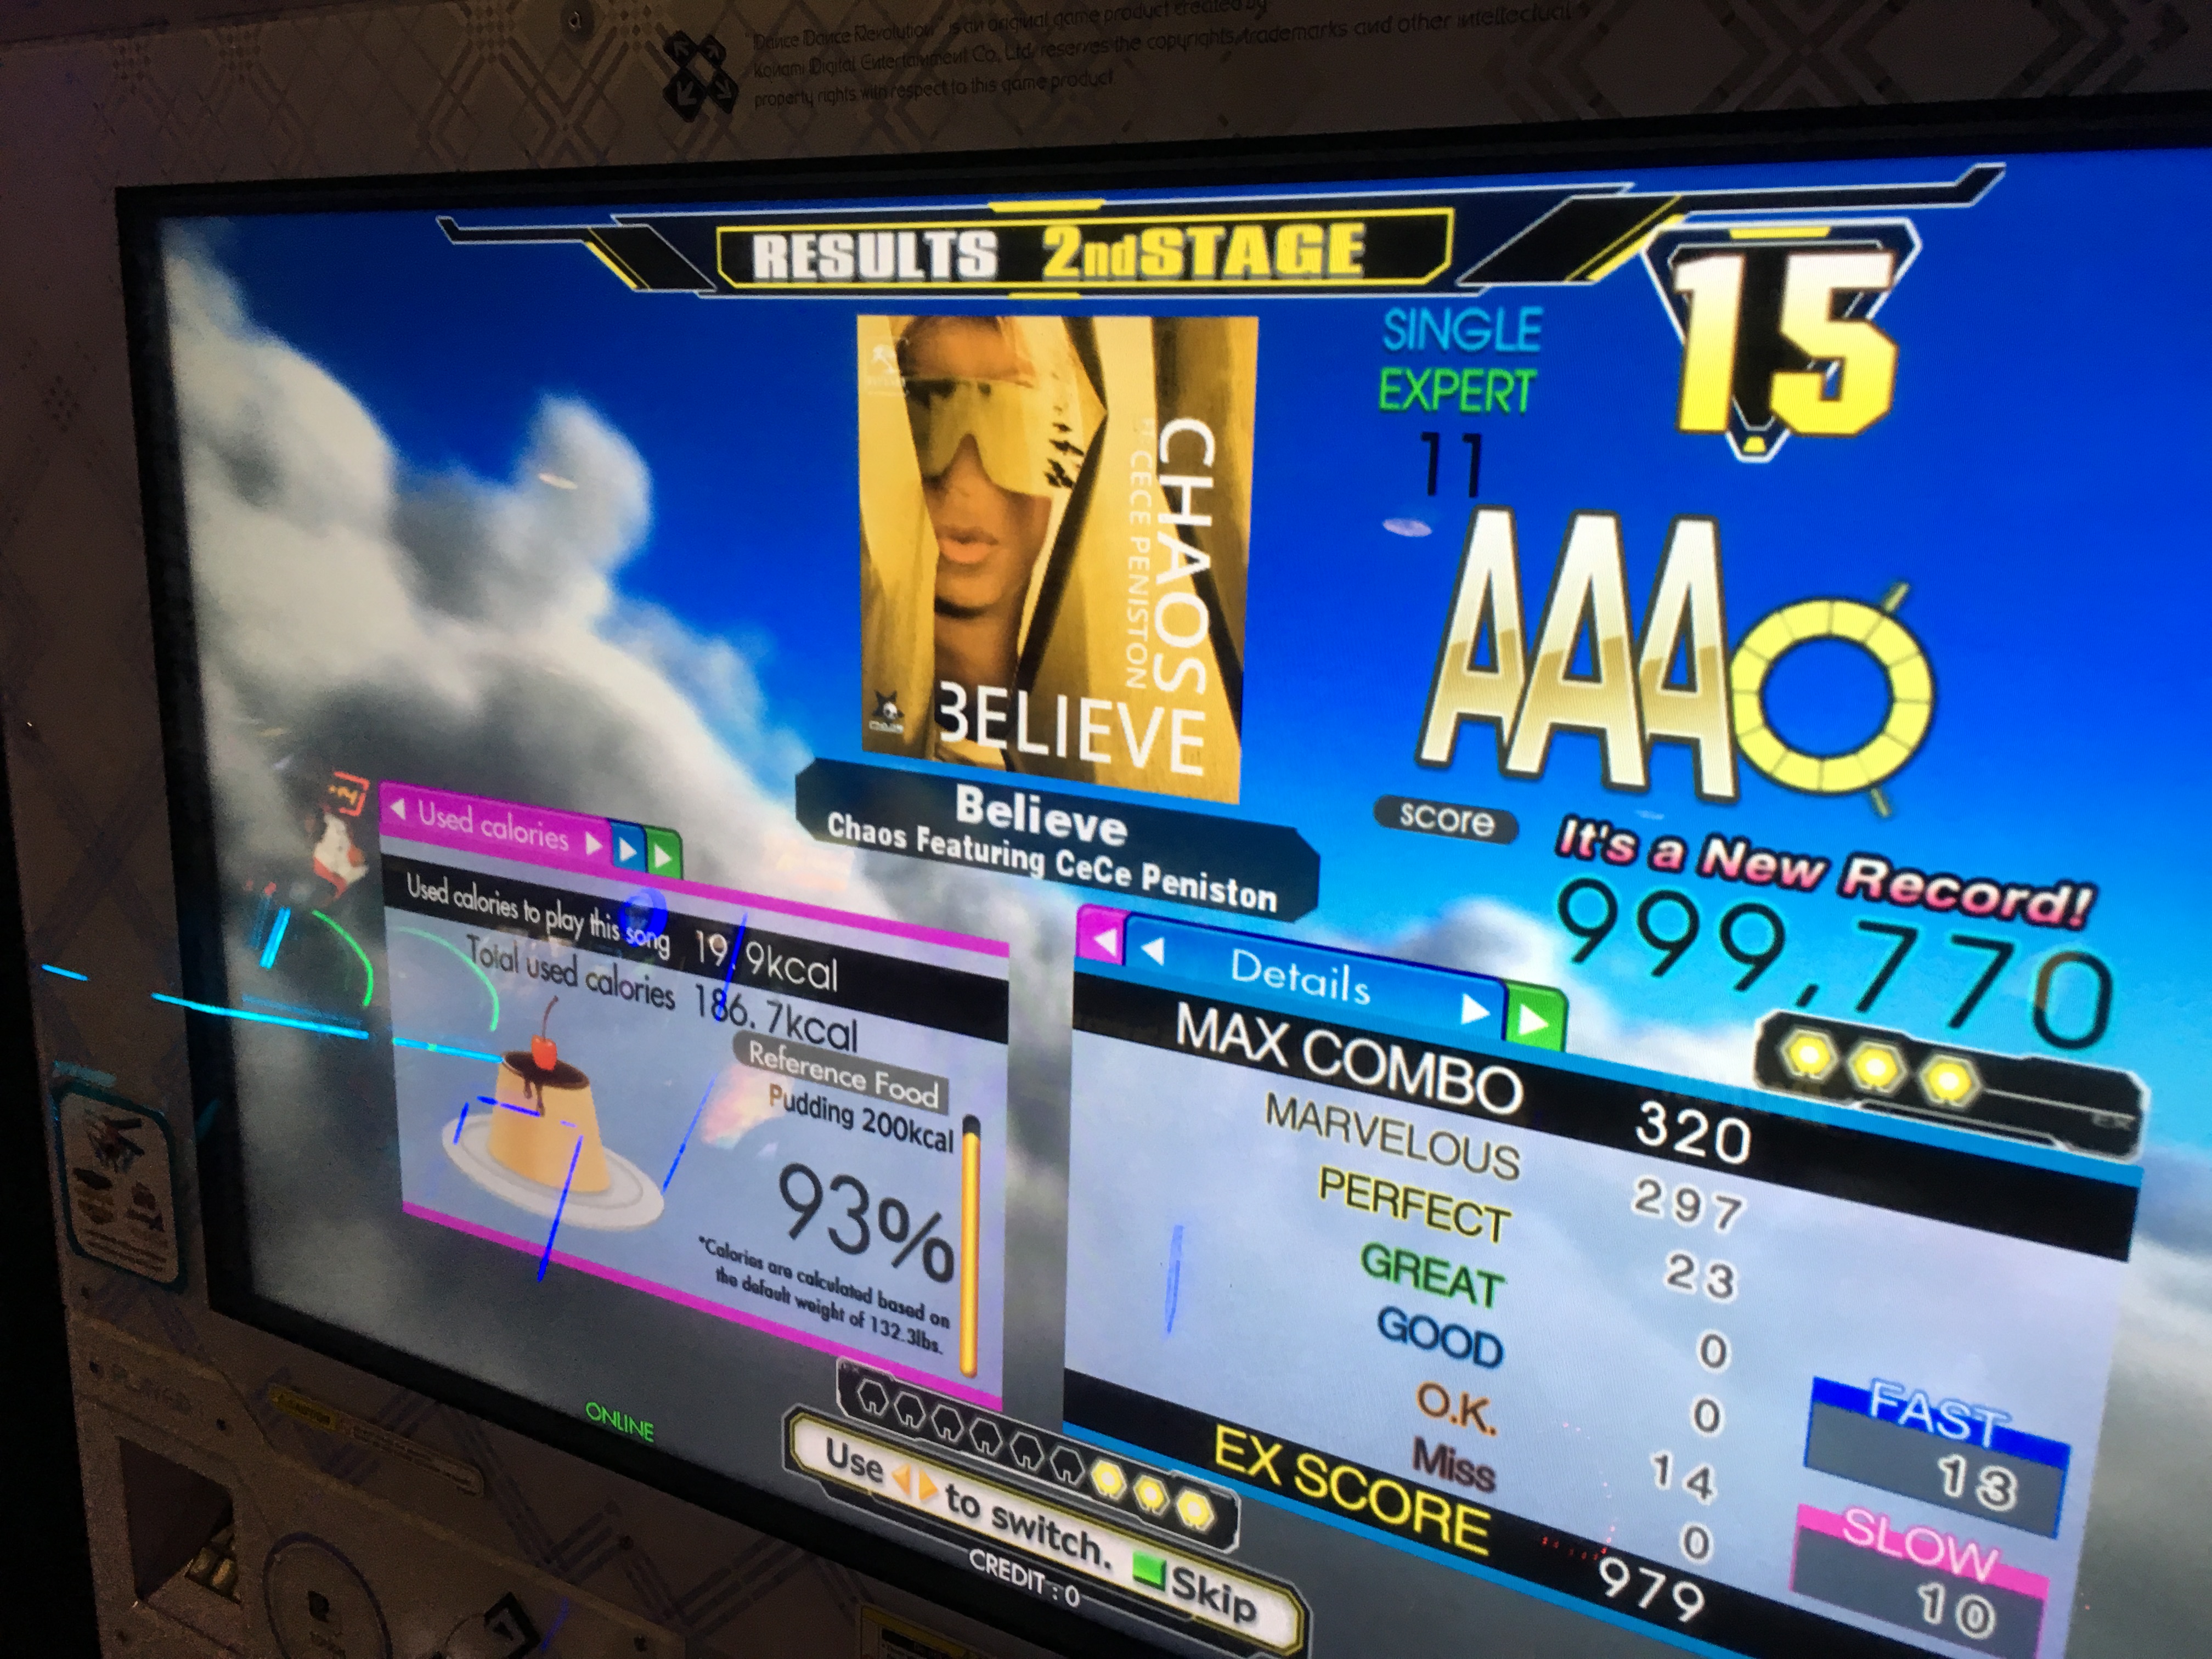 "Dance Dance Revolution" is an original game product created by
Konami Digital Entertainment Co., Ltd. reserves the copyrights, trademarks and other intellectual
property rights with respect to this game product.
RESULTS 2ndSTAGE
15
SINGLE
EXPERT
11
CHAOS
FT CECE PENISTON
BELIEVE
AAA
Believe
Chaos Featuring CeCe Peniston
score
It's a New Record!
999,770
Used calories
Used calories to play this song 19.9kcal
Total used calories 186.7kcal
Reference Food
Pudding 200kcal
93%
*Calories are calculated based on
the default weight of 132.3lbs.
Details
MAX COMBO 320
MARVELOUS 297
PERFECT 23
GREAT 0
GOOD 0
O.K. 14
Miss 0
EX SCORE 979
FAST
13
SLOW
10
EX
ONLINE
Use to switch. Skip
CREDIT : 0